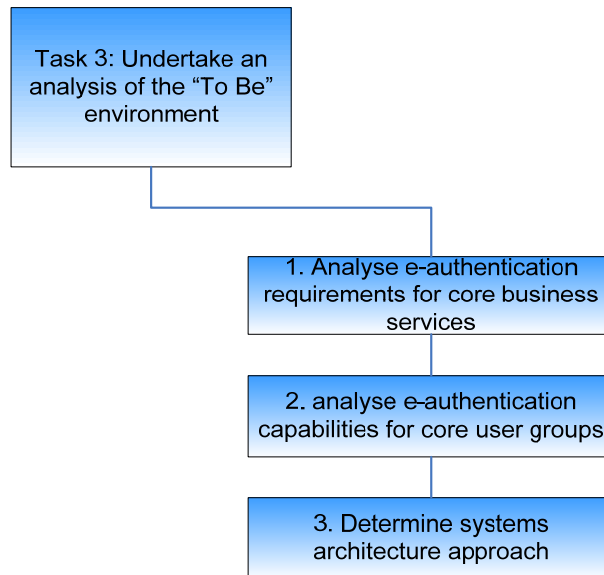 Task 3: Undertake an
analysis of the “To Be”
environment
1. Analyse e-authentication
requirements for core business
services
2. analyse e-authentication
capabilities for core user groups
3. Determine systems
architecture approach